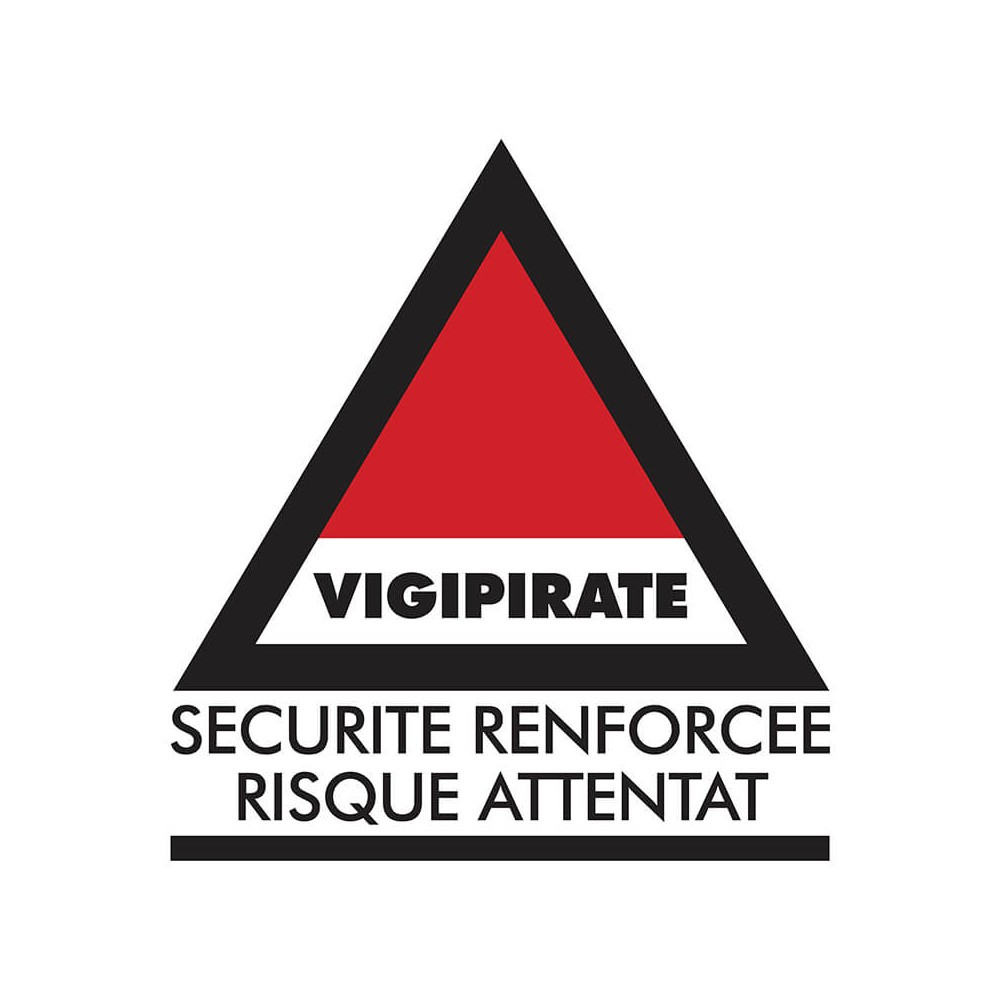 VIGIPIRATE
SECURITE RENFORCEE
RISQUE ATTENTAT